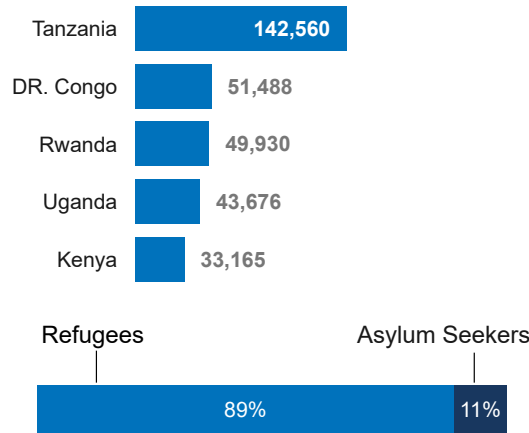 Tanzania 142,560
DR. Congo 51,488
Rwanda 49,930
Uganda 43,676
Kenya 33,165
Refugees Asylum Seekers
89% 11%